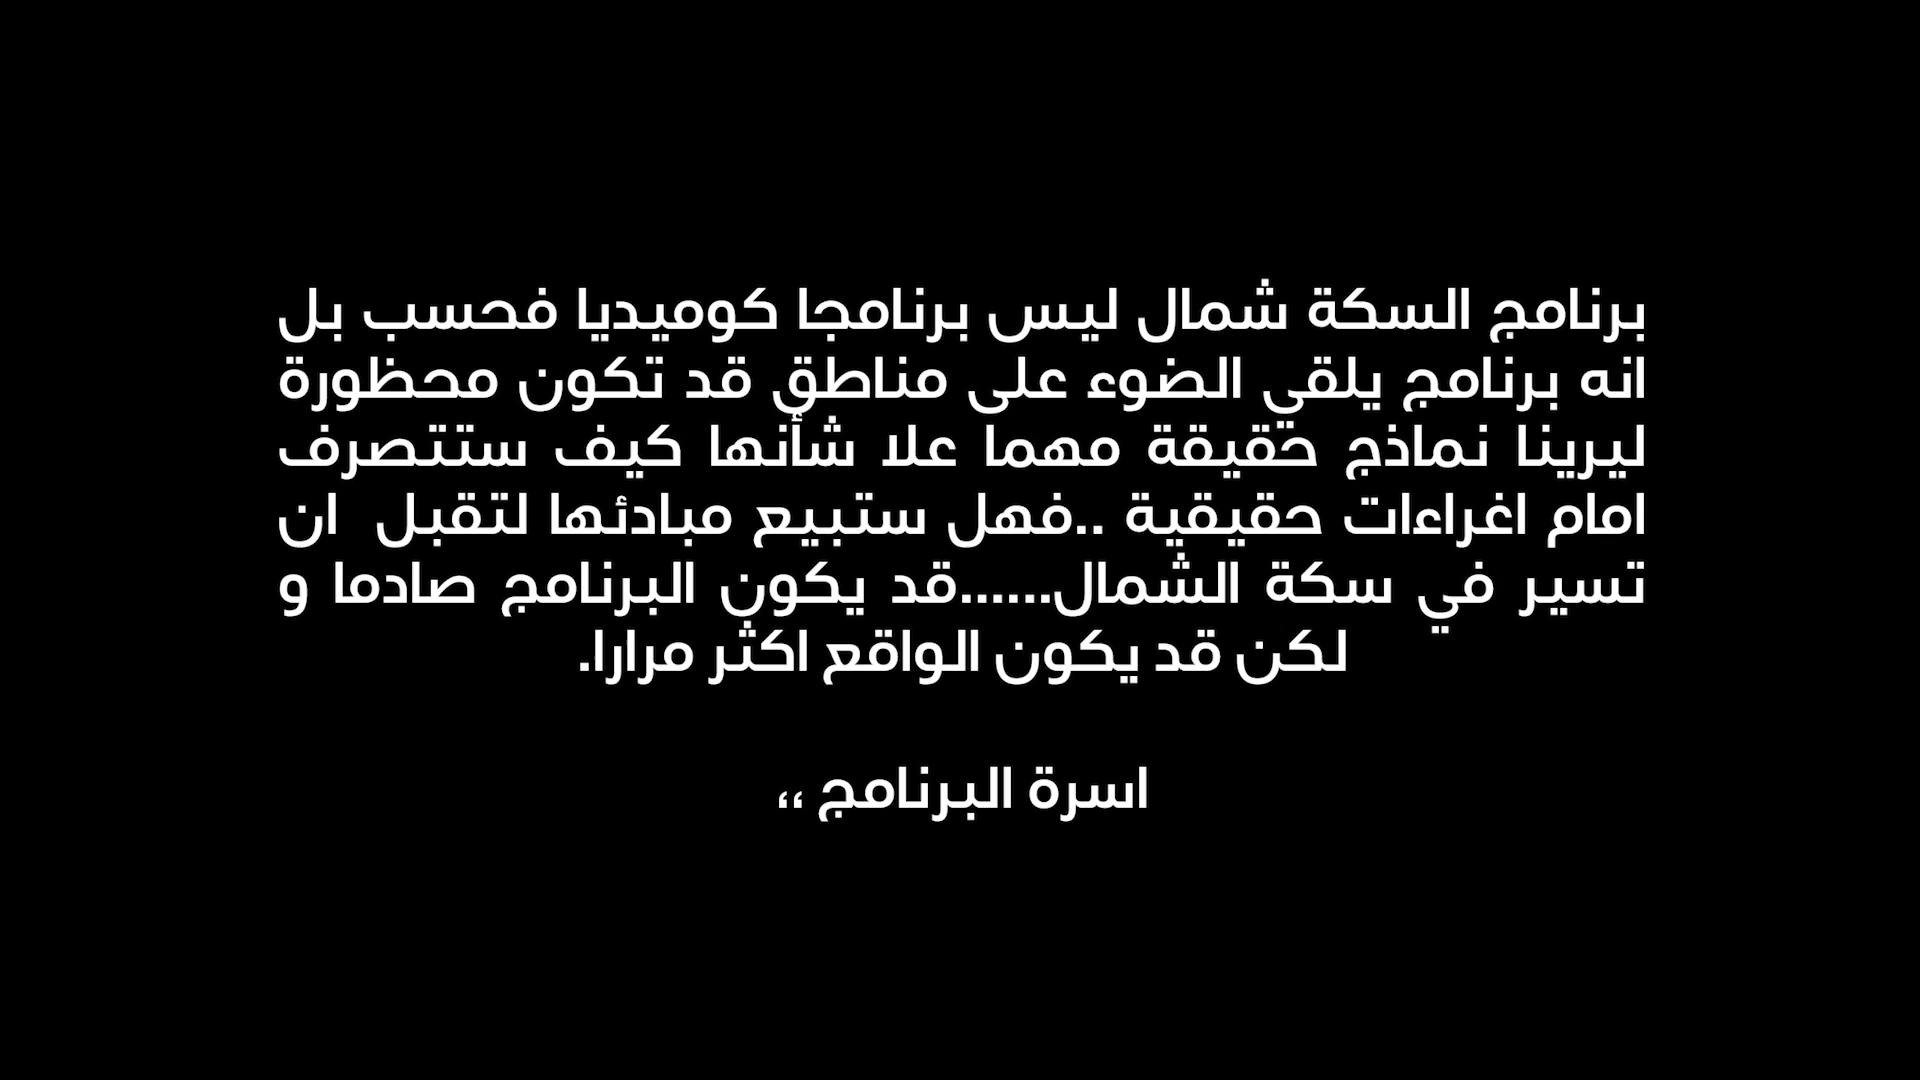 برنامج السكة شمال ليس برنامجا كوميديا فحسب بل
انه برنامج يلقي الضوء على مناطق قد تكون محظورة
ليرينا نماذج حقيقة مهما علا شأنها كيف ستتصرف
امام اغراءات حقيقية ..فهل ستبيع مبادئها لتقبل ان
تسير في سكة الشمال......قد يكون البرنامج صادما و
لكن قد يكون الواقع اكثر مرارا.
اسرة البرنامج ،،